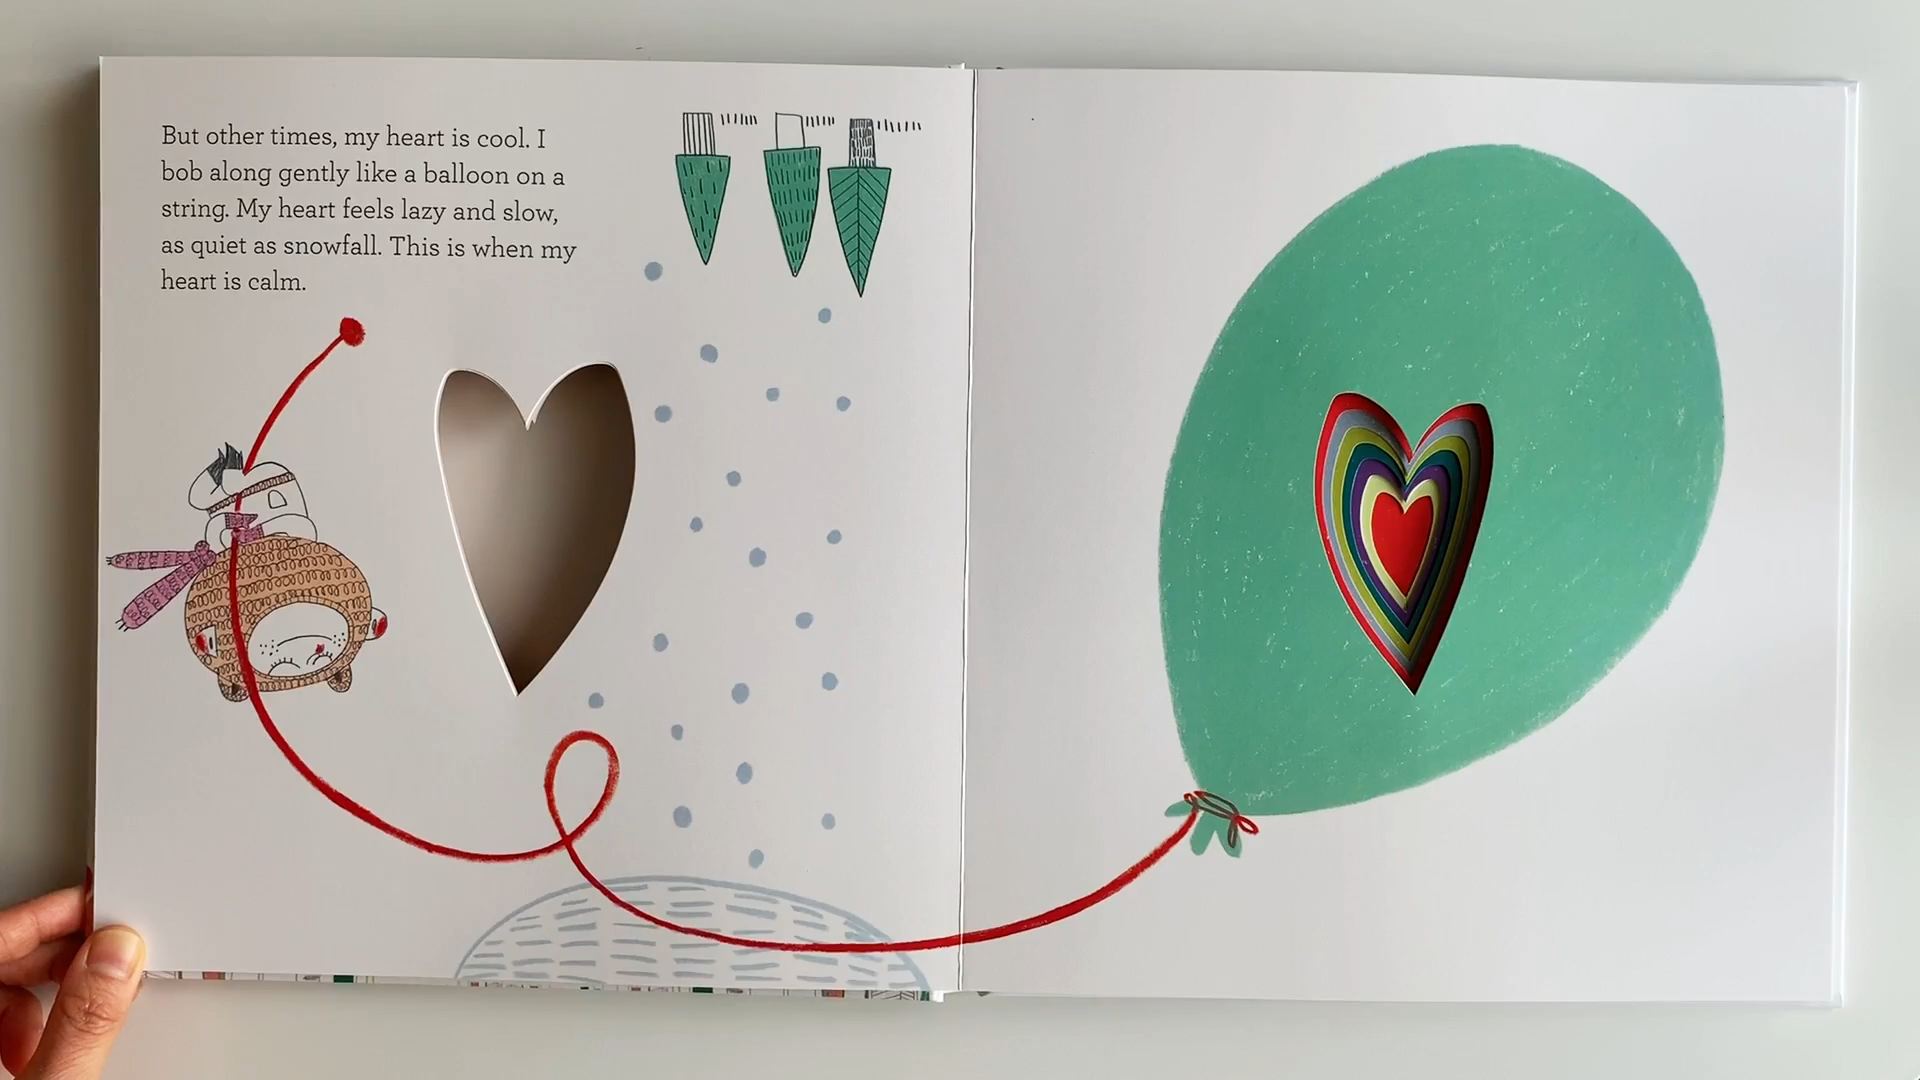 But other times, my heart is cool. I
bob along gently like a balloon on a
string. My heart feels lazy and slow,
as quiet as snowfall. This is when my
heart is calm.